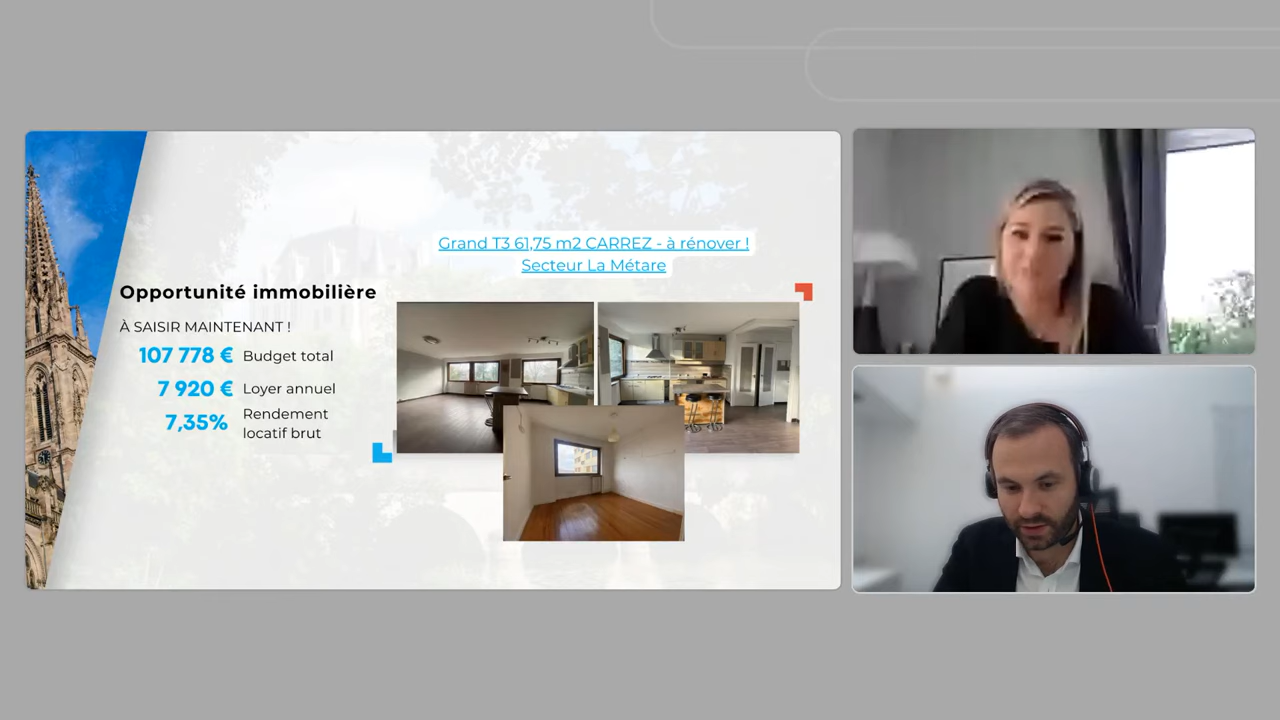 Grand T3 61,75 m2 CARREZ - à rénover !
Secteur La Métare
Opportunité immobilière
À SAISIR MAINTENANT !
107 778 € Budget total
7 920 € Loyer annuel
7,35% Rendement
locatif brut